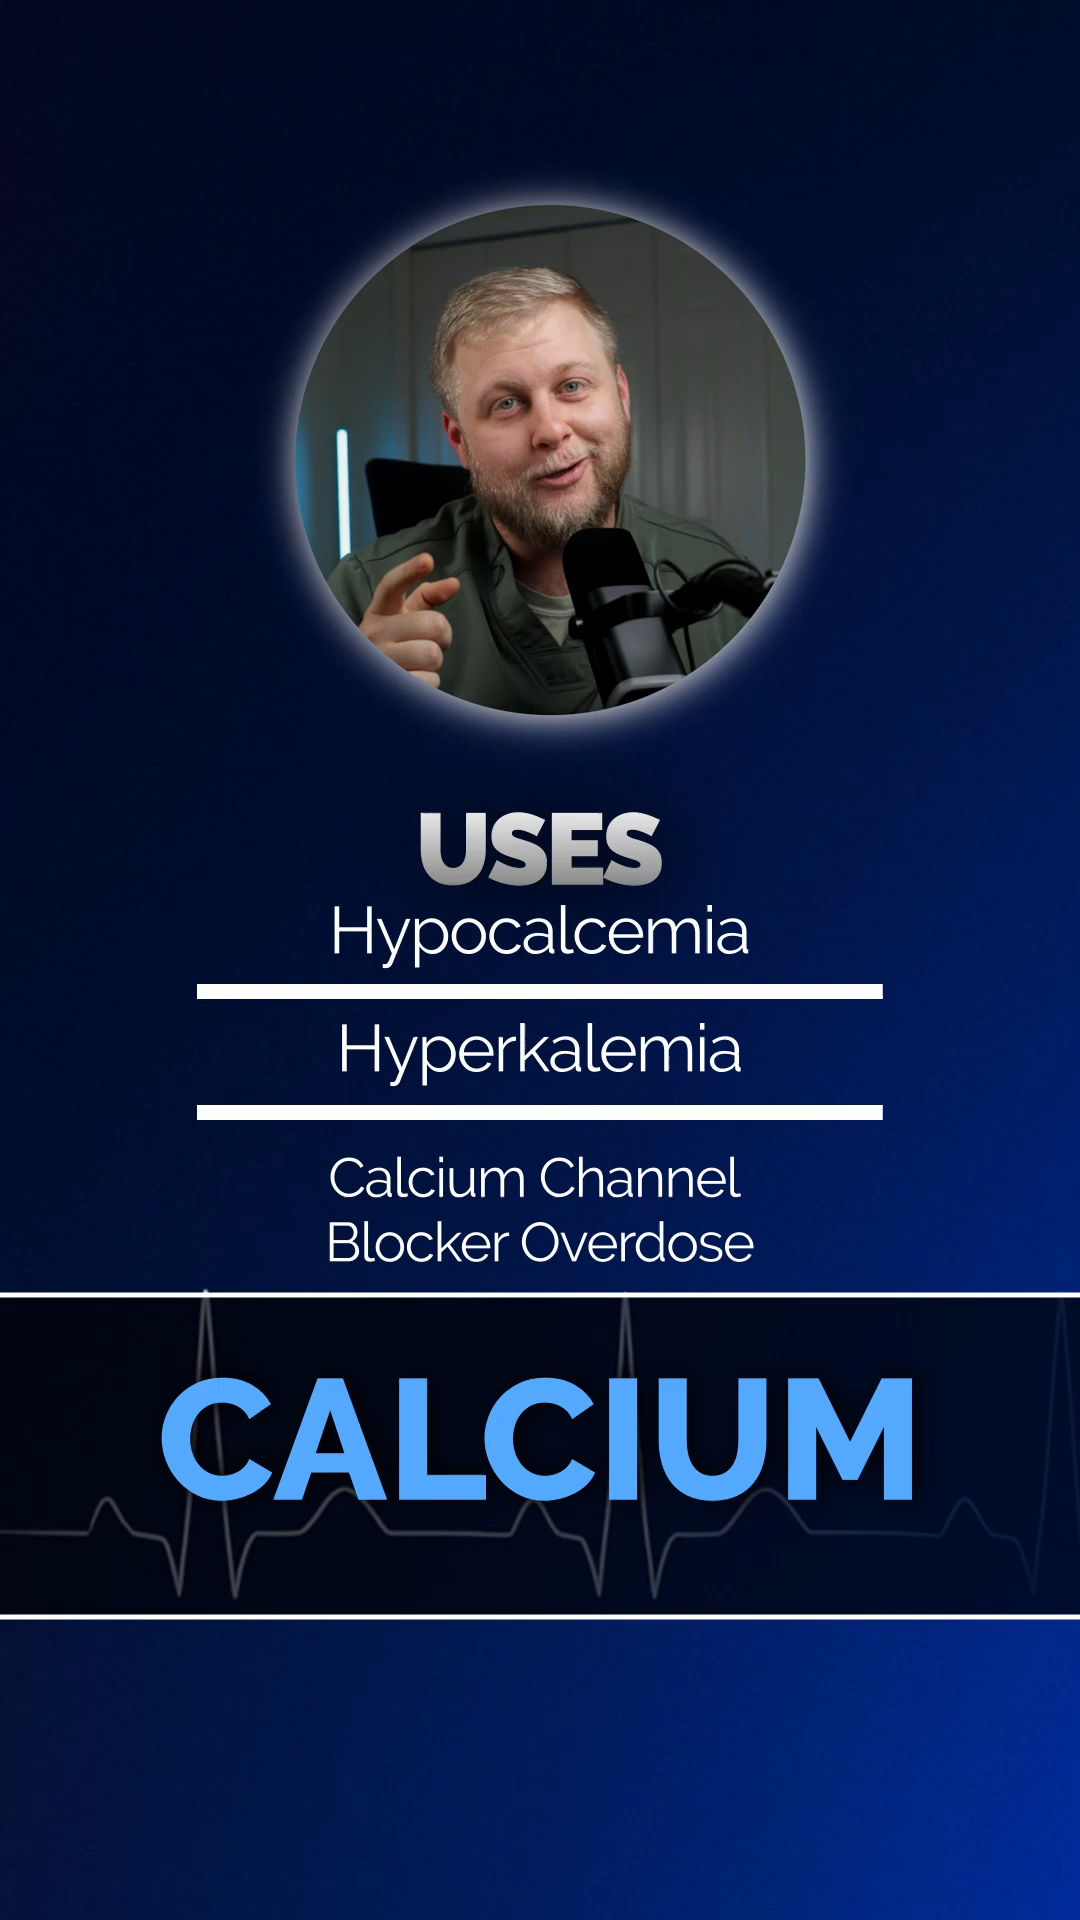 USES
Hypocalcemia
Hyperkalemia
Calcium Channel
Blocker Overdose
CALCIUM